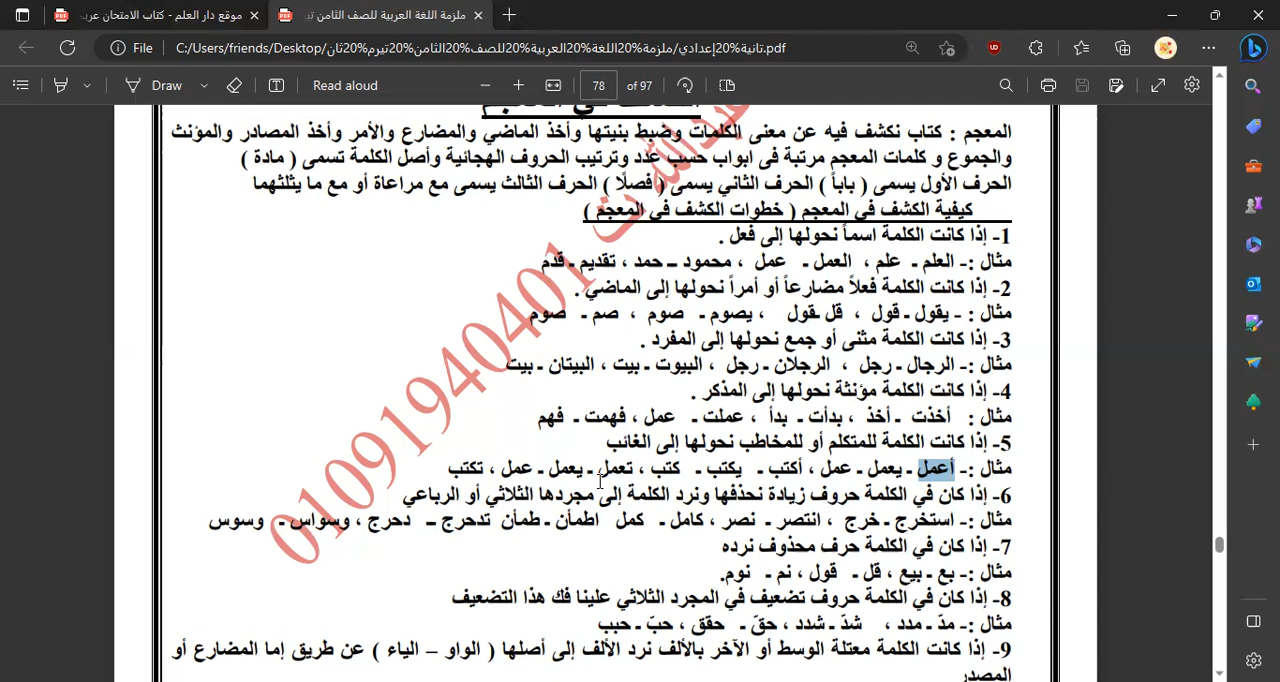 موقع دار العلم - كتاب الامتحان عرب
ملزمة اللغة العربية للصف الثامن تير
File
C:/Users/friends/Desktop/تانية%20إعدادي/ملزمة%20اللغة%20العربية%20للصف%20الثامن%20تيرم%20ثان.pdf
Draw
Read aloud
78
of 97
المعجم : كتاب نكشف فيه عن معنى الكلمات وضبط بنيتها وأخذ الماضي والمضارع والأمر وأخذ المصادر والمؤنث
والجموع و كلمات المعجم مرتبة فى ابواب حسب عدد وترتيب الحروف الهجائية وأصل الكلمة تسمى ( مادة )
الحرف الأول يسمى ( باباً ) الحرف الثاني يسمى ( فصلًا ) الحرف الثالث يسمى مع مراعاة أو مع ما يثلثهما
كيفية الكشف في المعجم ( خطوات الكشف في المعجم )
1- إذا كانت الكلمة اسماً نحولها إلى فعل .
مثال :- العلم ـ علم ، العمل ـ عمل ، محمود ــ حمد ، تقديم ـ قدم
2- إذا كانت الكلمة فعلاً مضارعاً أو أمراً نحولها إلى الماضي .
مثال : - يقول ـ قول ، قل ـ قول ، يصوم ـ صوم ، صم ـ صوم
3- إذا كانت الكلمة مثنى أو جمع نحولها إلى المفرد .
مثال :- الرجال ـ رجل ، الرجلان ـ رجل ، البيوت ـ بيت ، البيتان ـ بيت
4- إذا كانت الكلمة مؤنثة نحولها إلى المذكر .
مثال : أخذت ـ أخذ ، بدأت ـ بدأ ، عملت ـ عمل ، فهمت ـ فهم
5- إذا كانت الكلمة للمتكلم أو للمخاطب نحولها إلى الغائب
مثال :- أعمل ـ يعمل ـ عمل ، أكتب ـ يكتب ـ كتب ، تعمل ـ يعمل ـ عمل ، تكتب
6- إذا كان في الكلمة حروف زيادة نحذفها ونرد الكلمة إلى مجردها الثلاثي أو الرباعي
مثال :- استخرج ـ خرج ، انتصر ـ نصر ، كامل ـ كمل اطمأن ـ طمأن تدحرج ــ دحرج ، وسواس ـ وسوس
7- إذا كان في الكلمة حرف محذوف نرده
مثال :- بع ـ بيع ، قل ـ قول ، نم ـ نوم.
8- إذا كان في الكلمة حروف تضعيف في المجرد الثلاثي علينا فك هذا التضعيف
مثال :- مدّ ـ مدد ، شدّ ـ شدد ، حقّ ـ حقق ، حبّ ـ حبب
9- إذا كانت الكلمة معتلة الوسط أو الآخر بالألف نرد الألف إلى أصلها ( الواو – الياء ) عن طريق إما المضارع أو
المصدر
01091940401